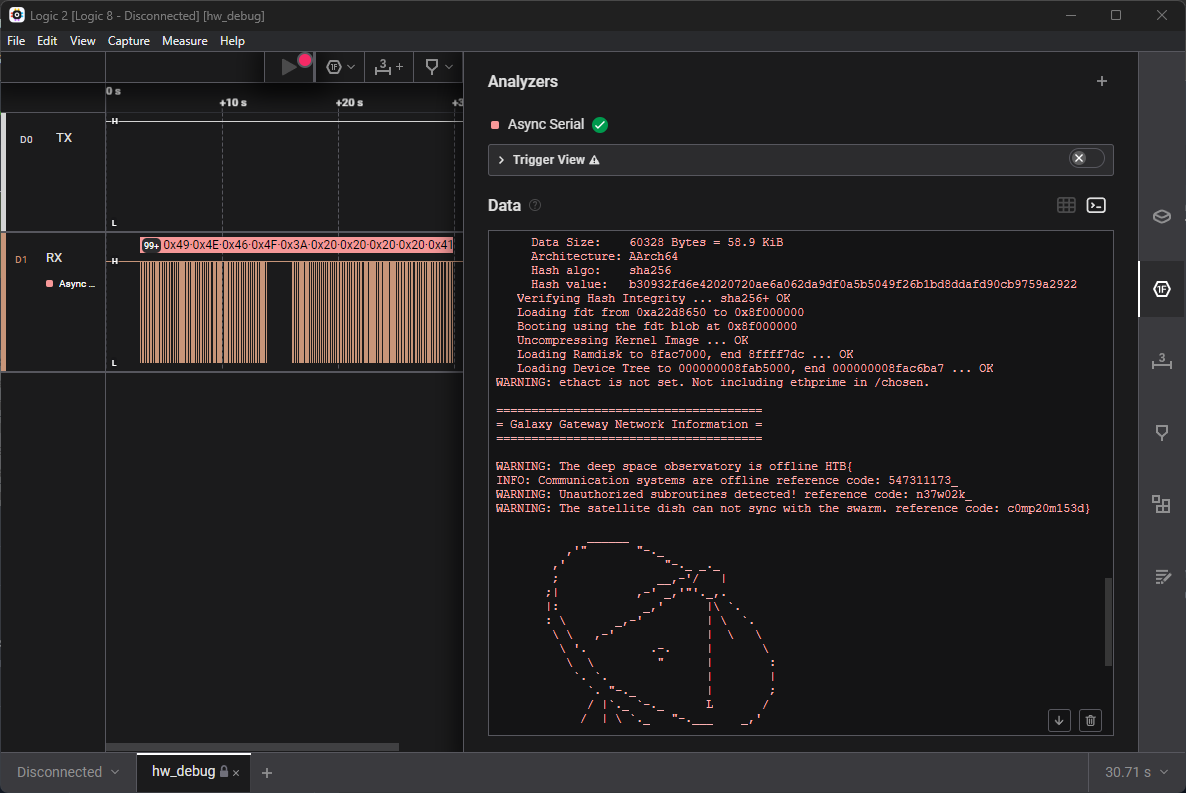 Logic 2 [Logic 8 - Disconnected] [hw_debug]
File Edit View Capture Measure Help
0 s
+10 s +20 s +3
D0 TX
H
L
D1 RX
Async ...
99+ 0x49·0x4E·0x46·0x4F·0x3A·0x20·0x20·0x20·0x20·0x41
H
L
Analyzers
Async Serial
Trigger View
Data
Data Size: 60328 Bytes = 58.9 KiB
Architecture: AArch64
Hash algo: sha256
Hash value: b30932fd6e42020720ae6a062da9df0a5b5049f26b1bd8ddafd90cb9759a2922
Verifying Hash Integrity ... sha256+ OK
Loading fdt from 0xa22d8650 to 0x8f000000
Booting using the fdt blob at 0x8f000000
Uncompressing Kernel Image ... OK
Loading Ramdisk to 8fac7000, end 8ffff7dc ... OK
Loading Device Tree to 000000008fab5000, end 000000008fac6ba7 ... OK
WARNING: ethact is not set. Not including ethprime in /chosen.
======================================
= Galaxy Gateway Network Information =
======================================
WARNING: The deep space observatory is offline HTB{
INFO: Communication systems are offline reference code: 547311173_
WARNING: Unauthorized subroutines detected! reference code: n37w02k_
WARNING: The satellite dish can not sync with the swarm. reference code: c0mp20m153d}
Disconnected
hw_debug
30.71 s